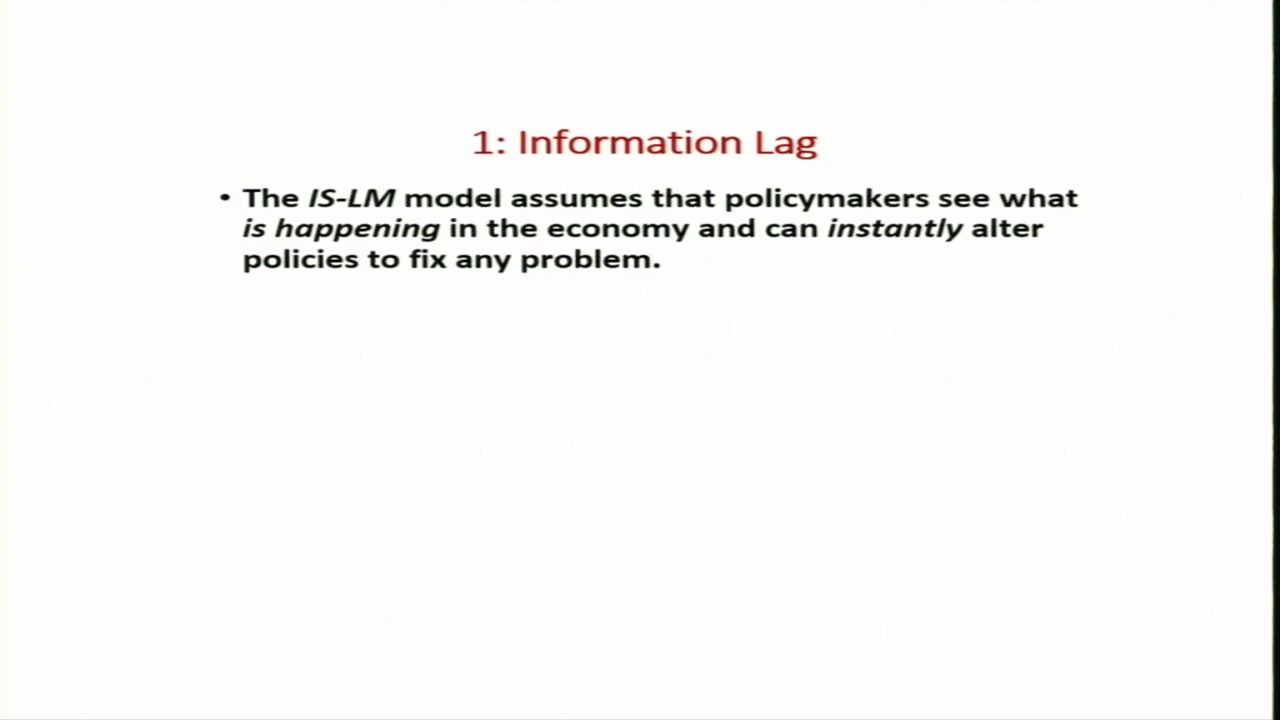 1: Information Lag
• The IS-LM model assumes that policymakers see what
is happening in the economy and can instantly alter
policies to fix any problem.